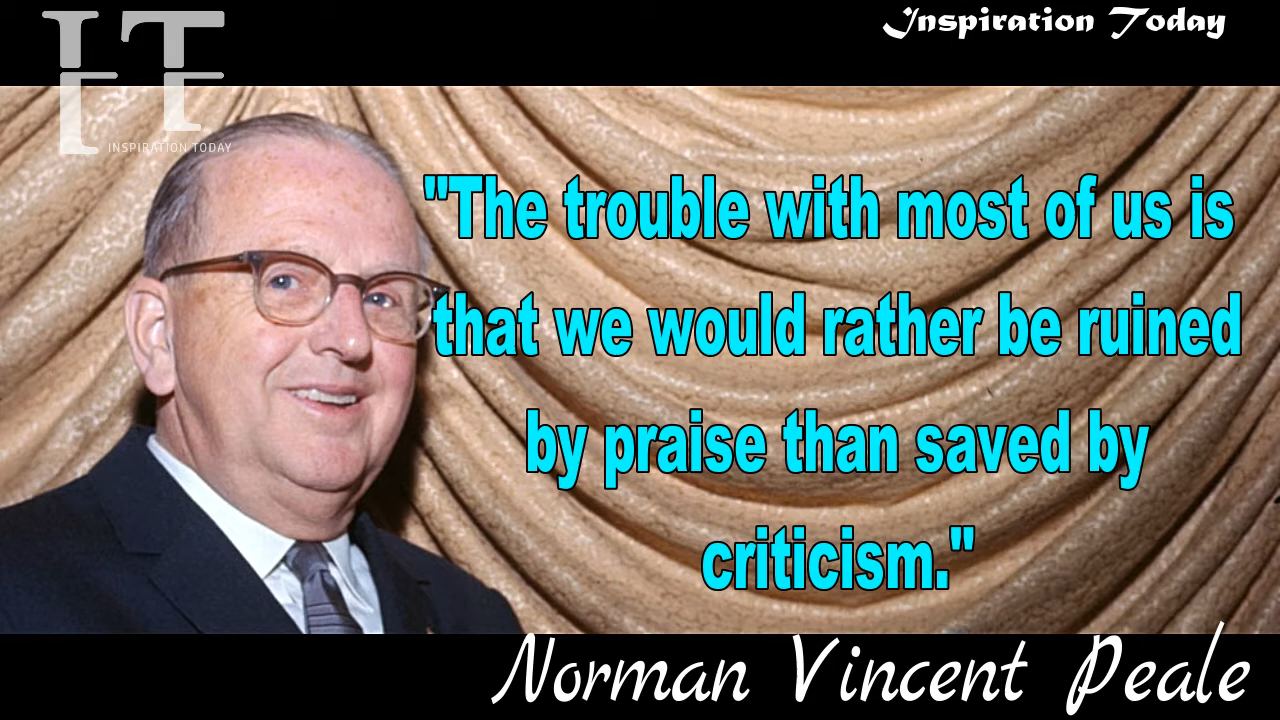 Inspiration Today
IT
INSPIRATION TODAY
"The trouble with most of us is
that we would rather be ruined
by praise than saved by
criticism."
Norman Vincent Peale